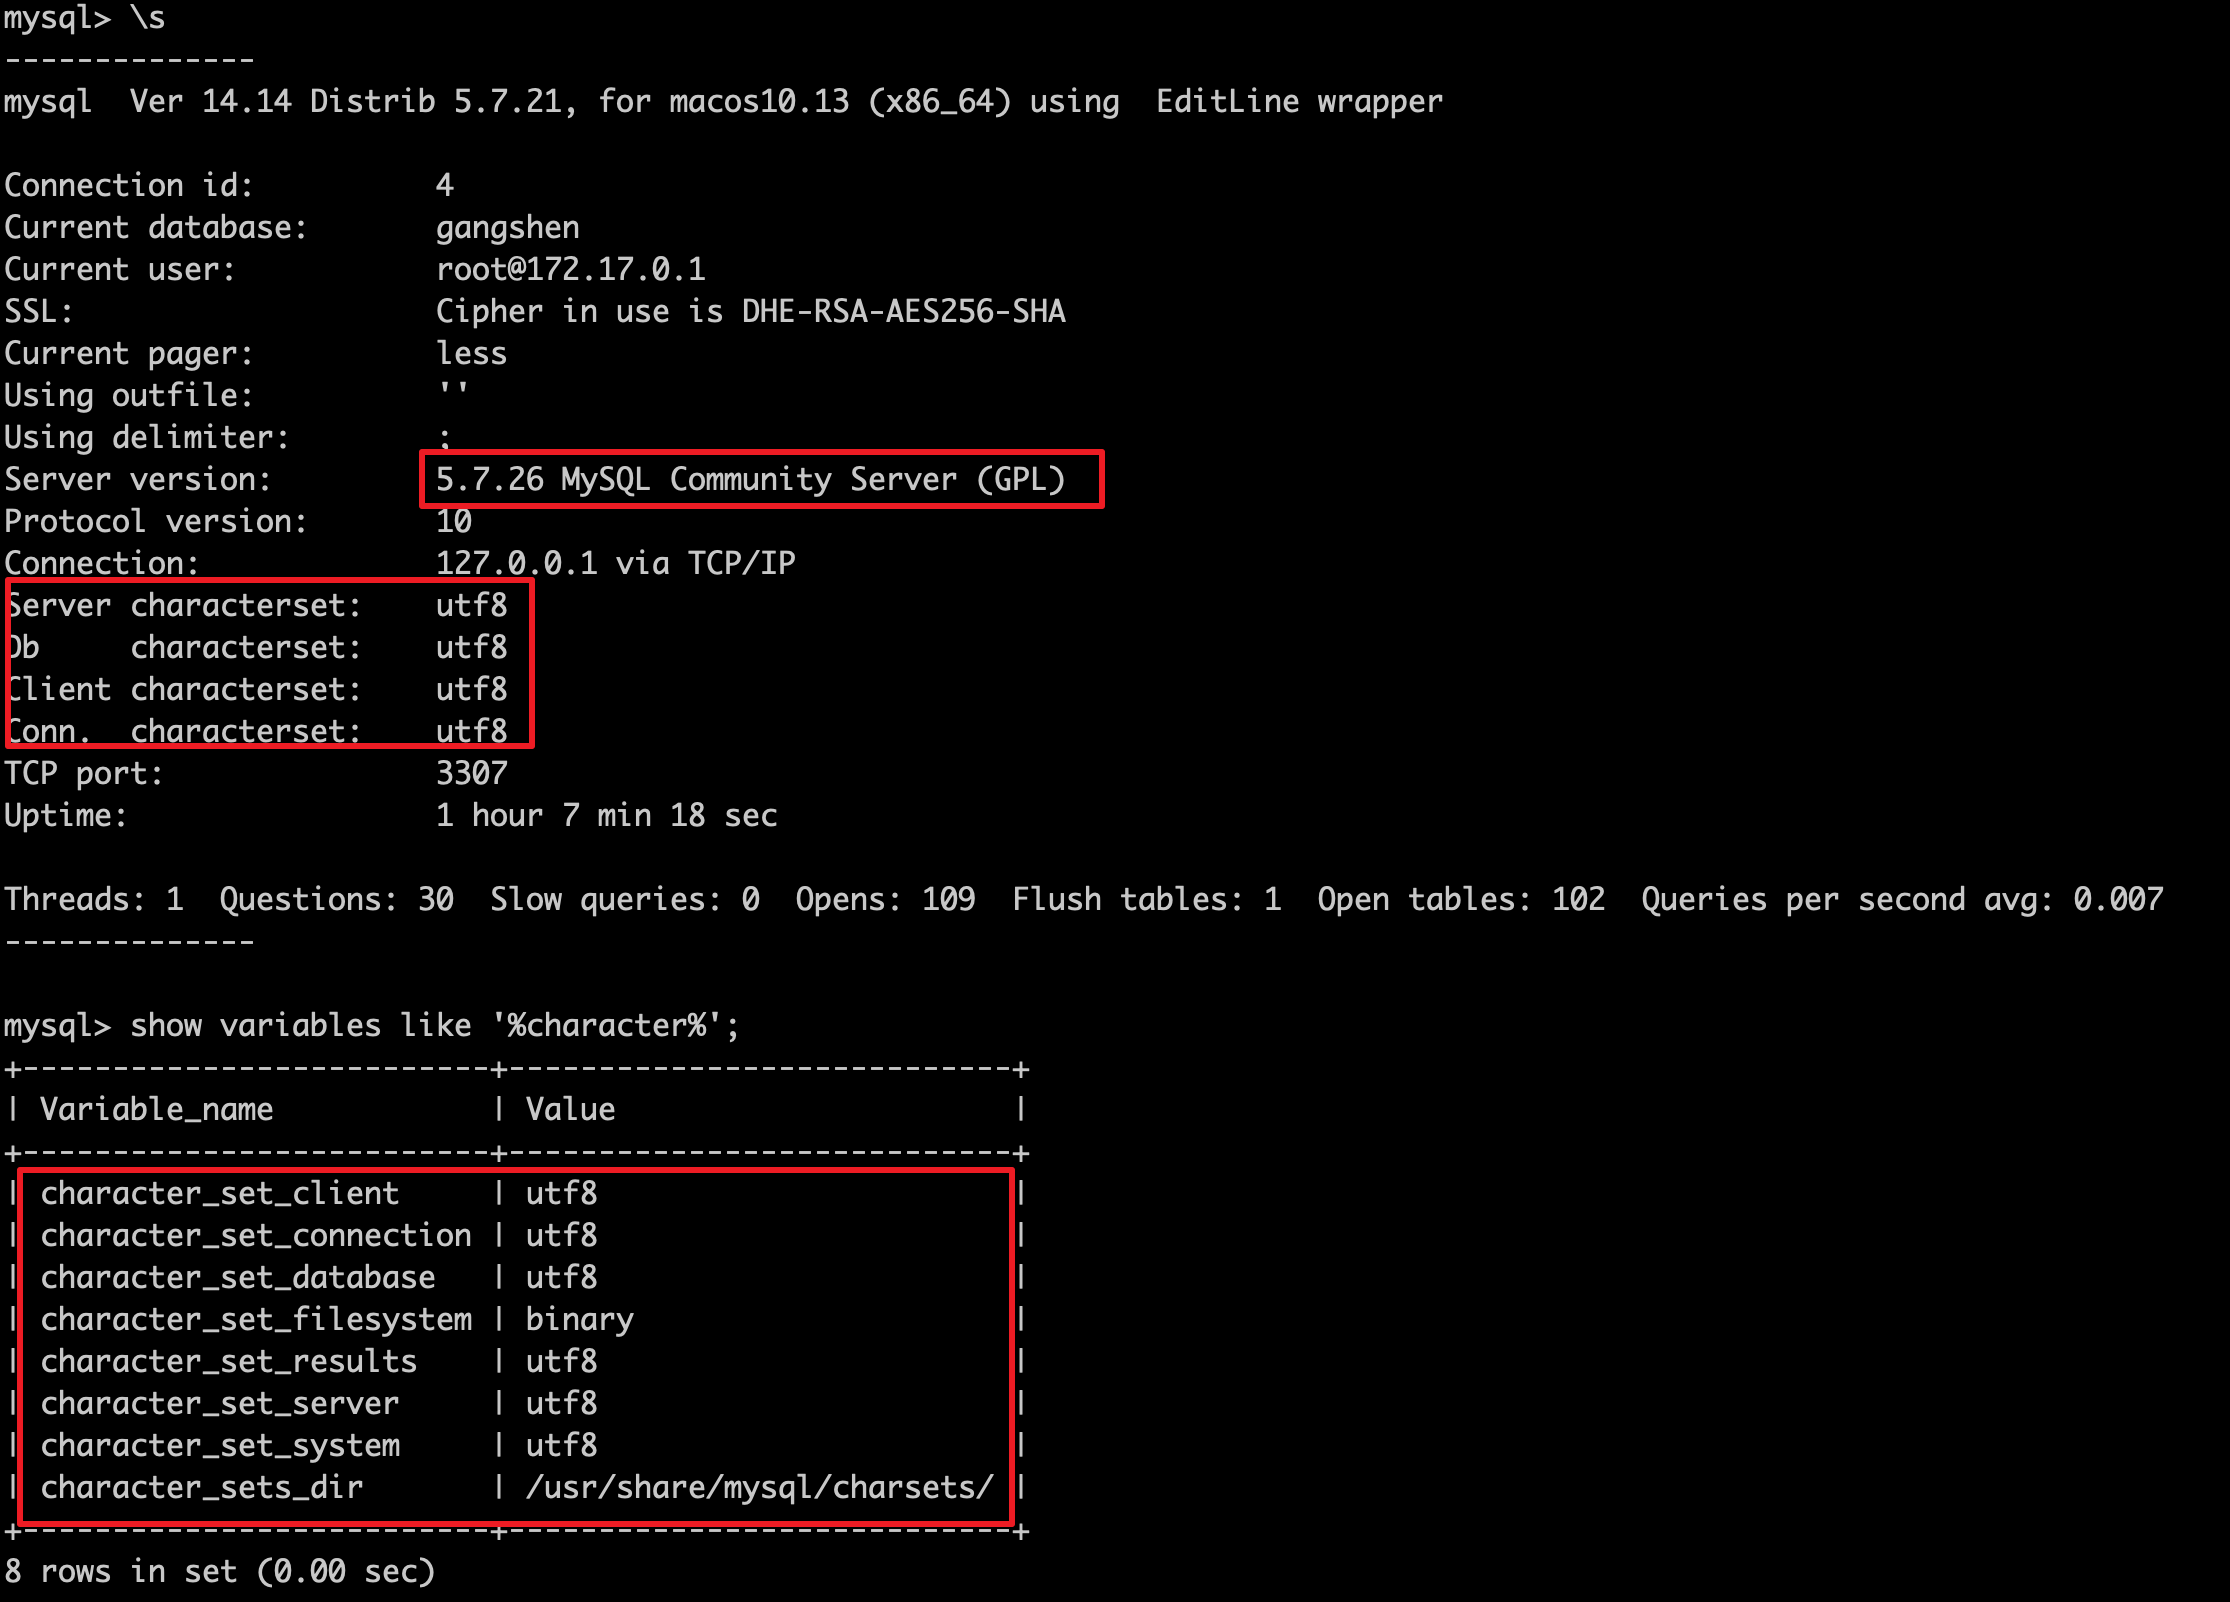 mysql> \s
--------------
mysql  Ver 14.14 Distrib 5.7.21, for macos10.13 (x86_64) using  EditLine wrapper

Connection id:          4
Current database:       gangshen
Current user:           root@172.17.0.1
SSL:                    Cipher in use is DHE-RSA-AES256-SHA
Current pager:          less
Using outfile:          ''
Using delimiter:        ;
Server version:         5.7.26 MySQL Community Server (GPL)
Protocol version:       10
Connection:             127.0.0.1 via TCP/IP
Server characterset:    utf8
Db     characterset:    utf8
Client characterset:    utf8
Conn.  characterset:    utf8
TCP port:               3307
Uptime:                 1 hour 7 min 18 sec

Threads: 1  Questions: 30  Slow queries: 0  Opens: 109  Flush tables: 1  Open tables: 102  Queries per second avg: 0.007
--------------

mysql> show variables like '%character%';
+--------------------------+----------------------------+
| Variable_name            | Value                      |
+--------------------------+----------------------------+
| character_set_client     | utf8                       |
| character_set_connection | utf8                       |
| character_set_database   | utf8                       |
| character_set_filesystem | binary                     |
| character_set_results    | utf8                       |
| character_set_server     | utf8                       |
| character_set_system     | utf8                       |
| character_sets_dir       | /usr/share/mysql/charsets/ |
+--------------------------+----------------------------+
8 rows in set (0.00 sec)